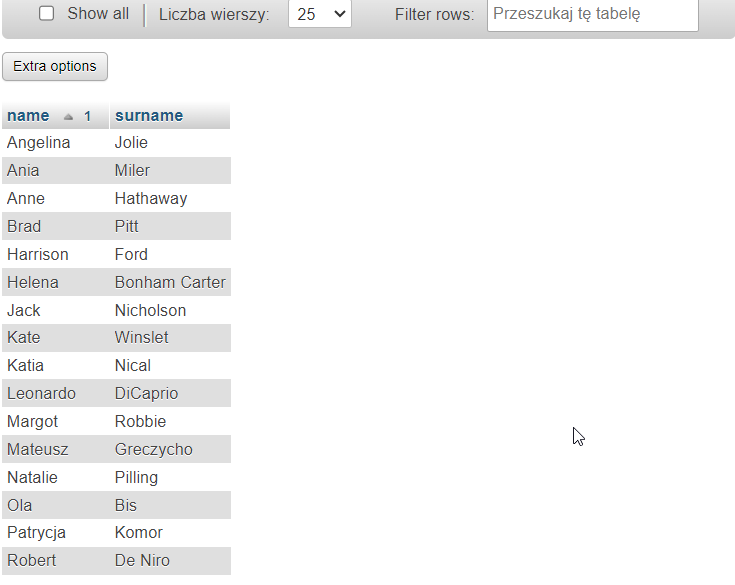 Show all Liczba wierszy: 25 Filter rows: Przeszukaj tę tabelę
Extra options
name 1 surname
Angelina Jolie
Ania Miler
Anne Hathaway
Brad Pitt
Harrison Ford
Helena Bonham Carter
Jack Nicholson
Kate Winslet
Katia Nical
Leonardo DiCaprio
Margot Robbie
Mateusz Greczycho
Natalie Pilling
Ola Bis
Patrycja Komor
Robert De Niro